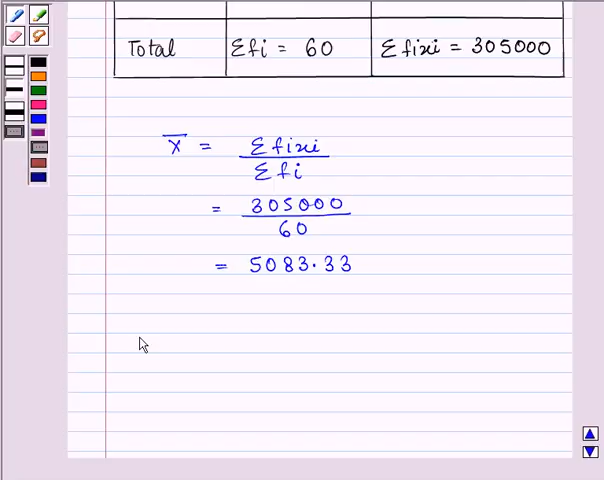 Total Σfi = 60 Σfixi = 305000
x̄ = Σfixi / Σfi
= 305000 / 60
= 5083.33